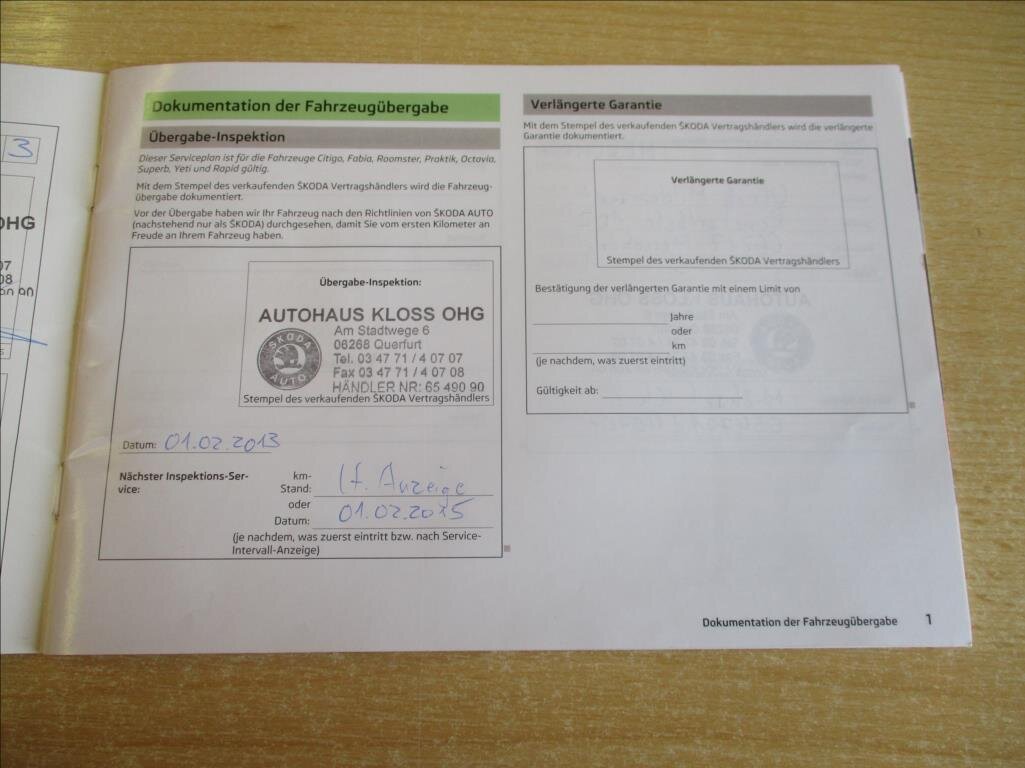 3
OHG
07
08
Dokumentation der Fahrzeugübergabe
Übergabe-Inspektion
Dieser Serviceplan ist für die Fahrzeuge Citigo, Fabia, Roomster, Praktik, Octavia,
Superb, Yeti und Rapid gültig.
Mit dem Stempel des verkaufenden ŠKODA Vertragshändlers wird die Fahrzeug-
übergabe dokumentiert.
Vor der Übergabe haben wir Ihr Fahrzeug nach den Richtlinien von ŠKODA AUTO
(nachstehend nur als ŠKODA) durchgesehen, damit Sie vom ersten Kilometer an
Freude an Ihrem Fahrzeug haben.
Übergabe-Inspektion:
AUTOHAUS KLOSS OHG
Am Stadtwege 6
06268 Querfurt
Tel. 03 47 71 / 4 07 07
Fax 03 47 71 / 4 07 08
HÄNDLER NR: 65 490 90
SKODA
AUTO
Stempel des verkaufenden ŠKODA Vertragshändlers
Datum: 01.02.2013
Nächster Inspektions-Ser-
vice:
km-
Stand: lt. Anzeige
oder
Datum: 01.02.2015
(je nachdem, was zuerst eintritt bzw. nach Service-
Intervall-Anzeige)
Verlängerte Garantie
Mit dem Stempel des verkaufenden ŠKODA Vertragshändlers wird die verlängerte
Garantie dokumentiert.
Verlängerte Garantie
Stempel des verkaufenden ŠKODA Vertragshändlers
Bestätigung der verlängerten Garantie mit einem Limit von
Jahre
oder
km
(je nachdem, was zuerst eintritt)
Gültigkeit ab:
Dokumentation der Fahrzeugübergabe 1